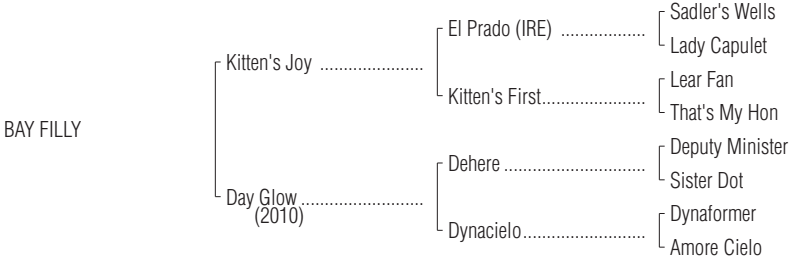 Sadler's Wells
El Prado (IRE) ...................
Lady Capulet
Kitten's Joy ......................
Lear Fan
Kitten's First......................
That's My Hon
BAY FILLY
Deputy Minister
Dehere ..............................
Sister Dot
Day Glow ..........................
(2010)
Dynaformer
Dynacielo..........................
Amore Cielo